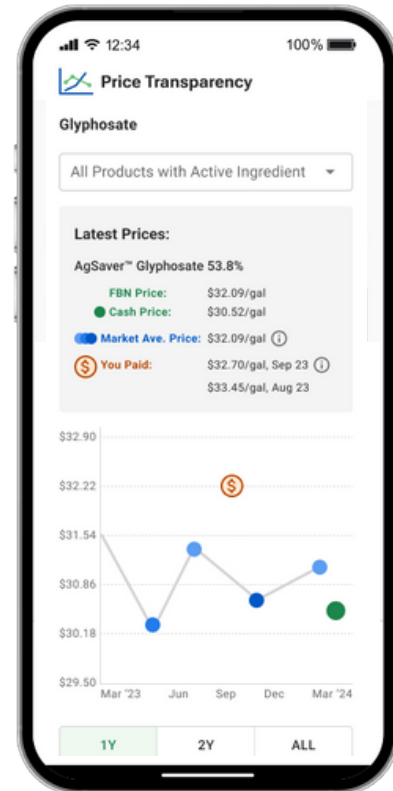 12:34 100%
Price Transparency
Glyphosate
All Products with Active Ingredient
Latest Prices:
AgSaver™ Glyphosate 53.8%
FBN Price: $32.09/gal
Cash Price: $30.52/gal
Market Ave. Price: $32.09/gal
$ You Paid: $32.70/gal, Sep 23
$33.45/gal, Aug 23
$32.90
$32.22
$
$31.54
$30.86
$30.18
$29.50
Mar '23 Jun Sep Dec Mar '24
1Y 2Y ALL